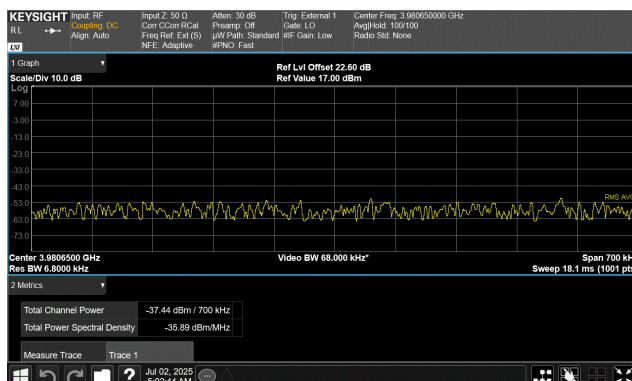 KEYSIGHT Input: RF Input Z: 50 Ω Atten: 30 dB Trig: External 1 Center Freq: 3.980650000 GHz
RL Coupling: DC Corr CCorr RCal Preamp: Off Gate: LO Avg|Hold: 100/100
Align: Auto Freq Ref: Ext (S) µW Path: Standard #IF Gain: Low Radio Std: None
LXI NFE: Adaptive #PNO: Fast
1 Graph
Ref Lvl Offset 22.60 dB
Scale/Div 10.0 dB Ref Value 17.00 dBm
Log
7.00
-3.00
-13.0
-23.0
-33.0
-43.0
RMS AVG
-53.0
-63.0
-73.0
Center 3.9806500 GHz Video BW 68.000 kHz* Span 700 kH
Res BW 6.8000 kHz Sweep 18.1 ms (1001 pts
2 Metrics
Total Channel Power -37.44 dBm / 700 kHz
Total Power Spectral Density -35.89 dBm/MHz
Measure Trace Trace 1
? Jul 02, 2025